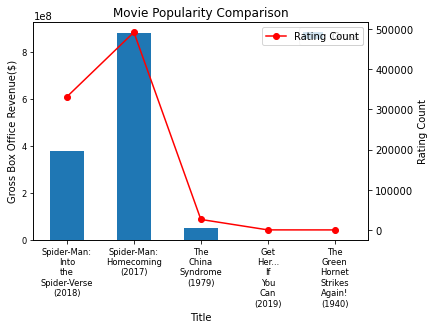 Movie Popularity Comparison
1e8
Gross Box Office Revenue($)
8
6
4
2
0
Rating Count
500000
400000
300000
200000
100000
0
Rating Count
Spider-Man:
Into
the
Spider-Verse
(2018)
Spider-Man:
Homecoming
(2017)
The
China
Syndrome
(1979)
Get
Her...
If
You
Can
(2019)
The
Green
Hornet
Strikes
Again!
(1940)
Title